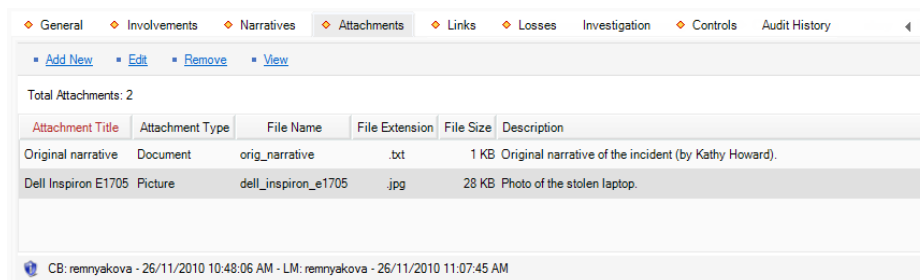 General Involvements Narratives Attachments Links Losses Investigation Controls Audit History
Add New Edit Remove View
Total Attachments: 2
Attachment Title Attachment Type File Name File Extension File Size Description
Original narrative Document orig_narrative .txt 1 KB Original narrative of the incident (by Kathy Howard).
Dell Inspiron E1705 Picture dell_inspiron_e1705 .jpg 28 KB Photo of the stolen laptop.
CB: remnyakova - 26/11/2010 10:48:06 AM - LM: remnyakova - 26/11/2010 11:07:45 AM